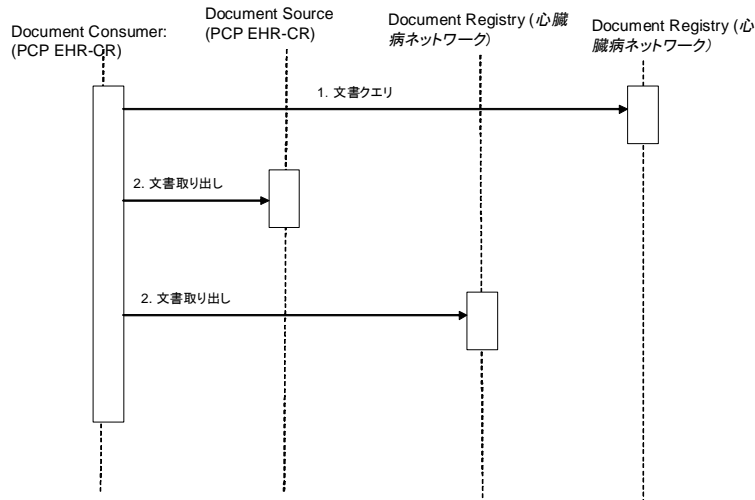 Document Consumer:
(PCP EHR-CR)
Document Source
(PCP EHR-CR)
Document Registry (心臓
病ネットワーク)
Document Registry (心
臓病ネットワーク)
1. 文書クエリ
2. 文書取り出し
2. 文書取り出し